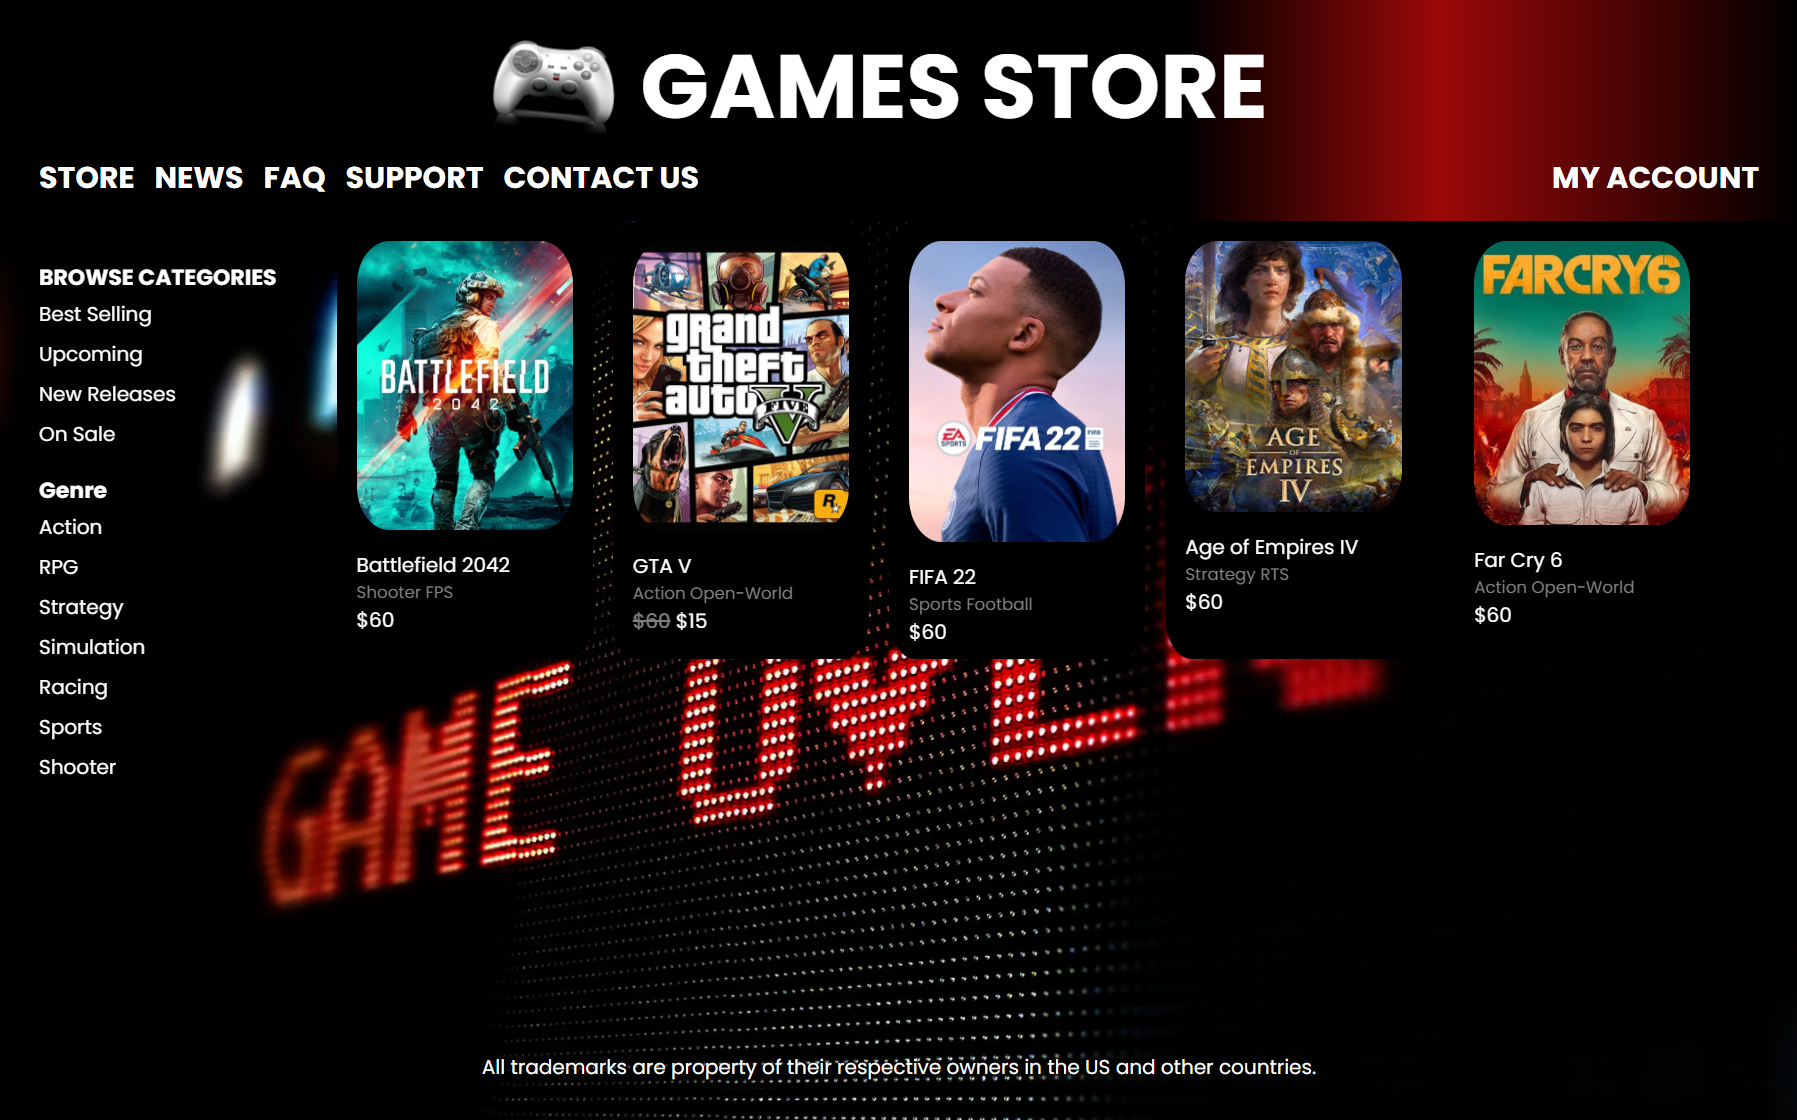 GAMES STORE
STORE NEWS FAQ SUPPORT CONTACT US MY ACCOUNT
BROWSE CATEGORIES
Best Selling
Upcoming
New Releases
On Sale
Genre
Action
RPG
Strategy
Simulation
Racing
Sports
Shooter
BATTLEFIELD
2042
Battlefield 2042
Shooter FPS
$60
grand
theft
auto
FIVE
V
R
GTA V
Action Open-World
$60 $15
EA
SPORTS
FIFA 22
FIFA
FIFA 22
Sports Football
$60
AGE
OF
EMPIRES
IV
Age of Empires IV
Strategy RTS
$60
FARCRY6
Far Cry 6
Action Open-World
$60
GAME
All trademarks are property of their respective owners in the US and other countries.